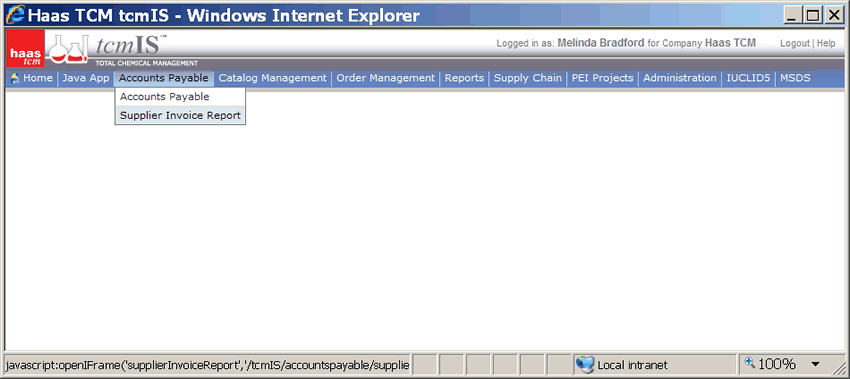 Haas TCM tcmIS - Windows Internet Explorer
haas tcm
tcmIS™
TOTAL CHEMICAL MANAGEMENT
Logged in as: Melinda Bradford for Company Haas TCM
Logout | Help
Home | Java App | Accounts Payable | Catalog Management | Order Management | Reports | Supply Chain | PEI Projects | Administration | IUCLID5 | MSDS
Accounts Payable
Supplier Invoice Report
javascript:openIFrame('supplierInvoiceReport','/tcmIS/accountspayable/supplie
Local intranet
100%